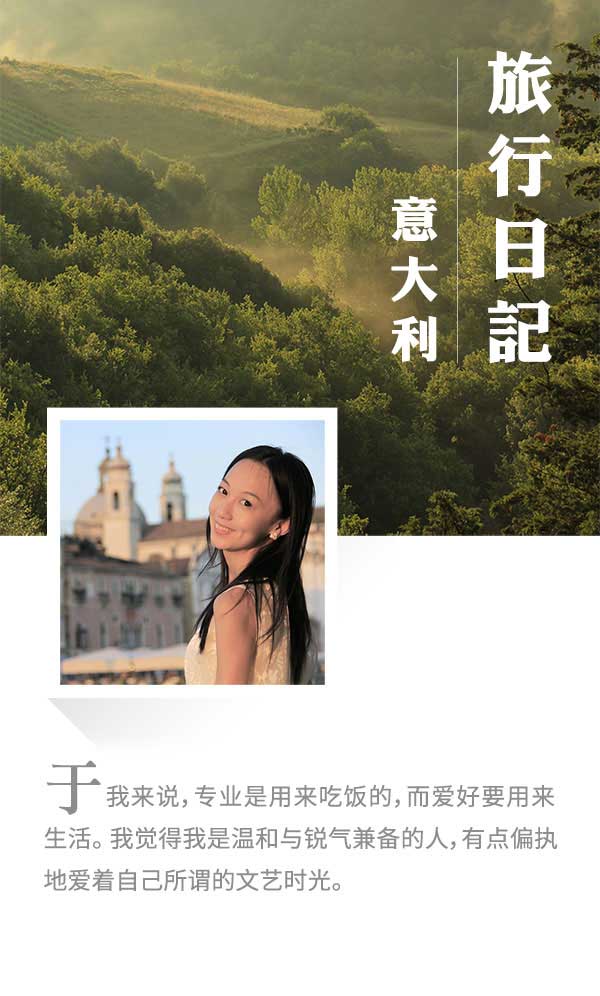 旅行日記
意大利
于我来说，专业是用来吃饭的，而爱好要用来
生活。我觉得我是温和与锐气兼备的人，有点偏执
地爱着自己所谓的文艺时光。